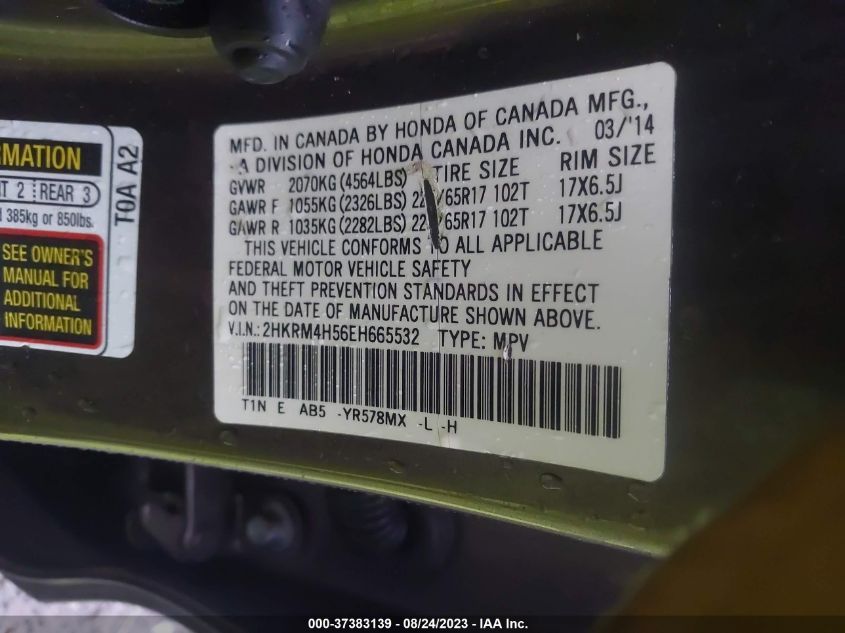 RMATION
T 2 REAR 3
385kg or 850lbs.
SEE OWNER'S
MANUAL FOR
ADDITIONAL
INFORMATION
T0A A2
MFD. IN CANADA BY HONDA OF CANADA MFG.,
A DIVISION OF HONDA CANADA INC. 03/'14
GVWR 2070KG (4564LBS) TIRE SIZE RIM SIZE
GAWR F 1055KG (2326LBS) 22 65R17 102T 17X6.5J
GAWR R 1035KG (2282LBS) 22 65R17 102T 17X6.5J
THIS VEHICLE CONFORMS TO ALL APPLICABLE
FEDERAL MOTOR VEHICLE SAFETY
AND THEFT PREVENTION STANDARDS IN EFFECT
ON THE DATE OF MANUFACTURE SHOWN ABOVE.
V.I.N.: 2HKRM4H56EH665532 TYPE: MPV
T1N E AB5 -YR578MX -L -H
000-37383139 - 08/24/2023 - IAA Inc.